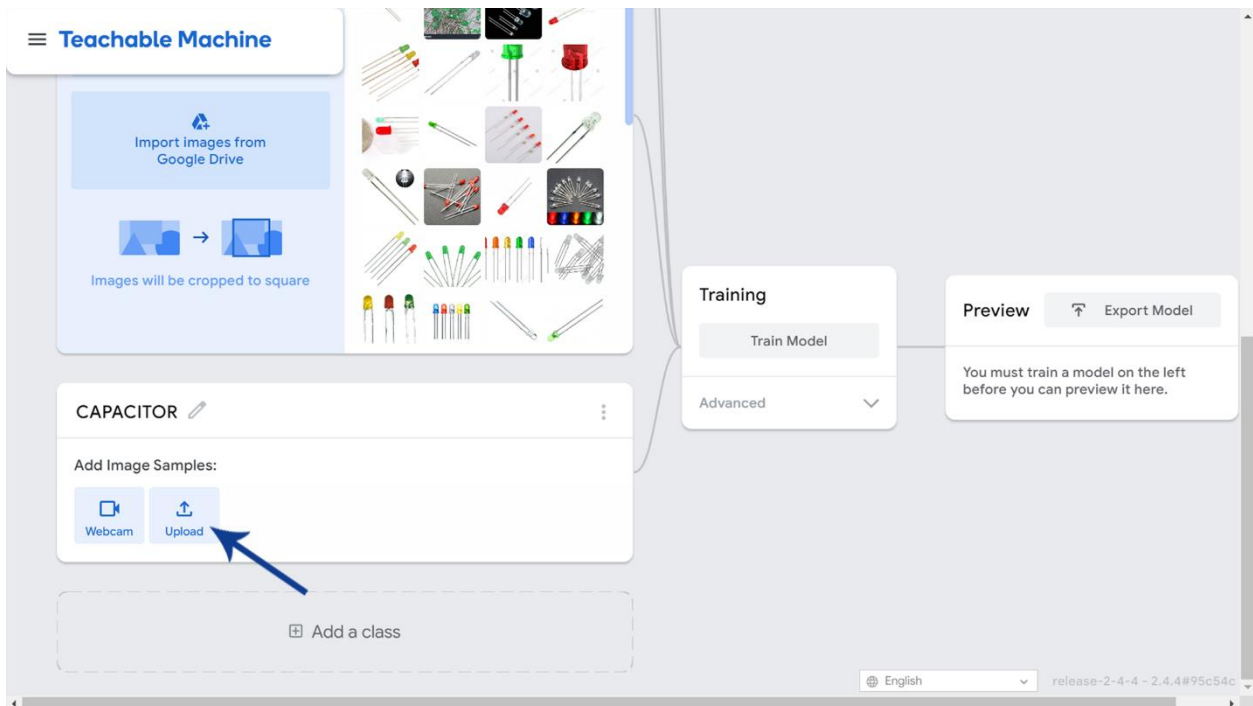 Teachable Machine
Import images from
Google Drive
Images will be cropped to square
CAPACITOR
Add Image Samples:
Webcam
Upload
Add a class
Training
Train Model
Advanced
Preview
Export Model
You must train a model on the left
before you can preview it here.
English
release-2-4-4 - 2.4.4#95c54c